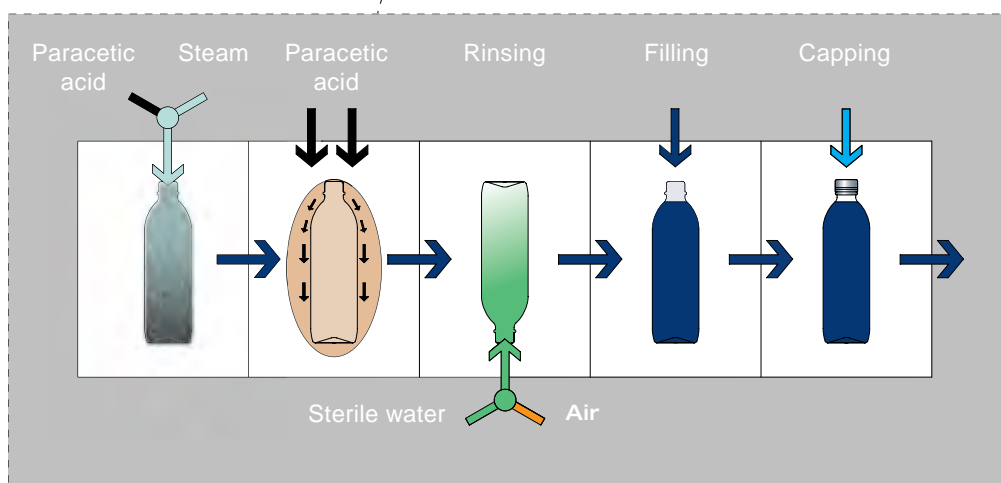 Paracetic
acid
Steam
Paracetic
acid
Rinsing
Filling
Capping
Sterile water
Air